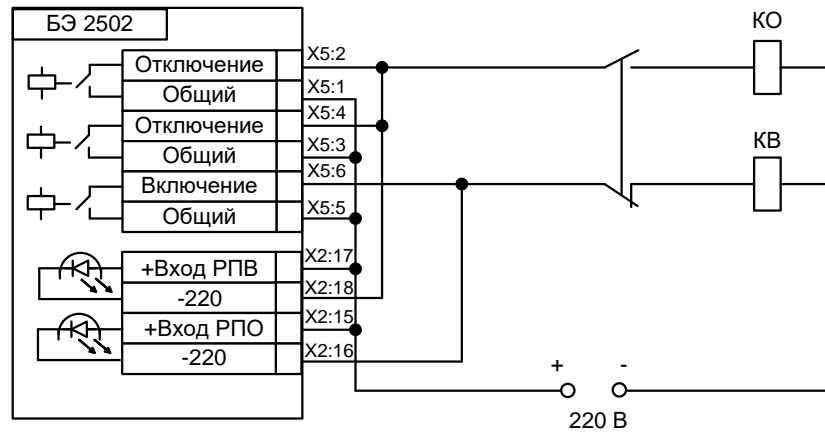 БЭ 2502
КО
Отключение X5:2
Общий X5:1
Отключение X5:4
Общий X5:3
КВ
Включение X5:6
Общий X5:5
+Вход РПВ X2:17
-220 X2:18
+Вход РПО X2:15
-220 X2:16
+ -
220 В